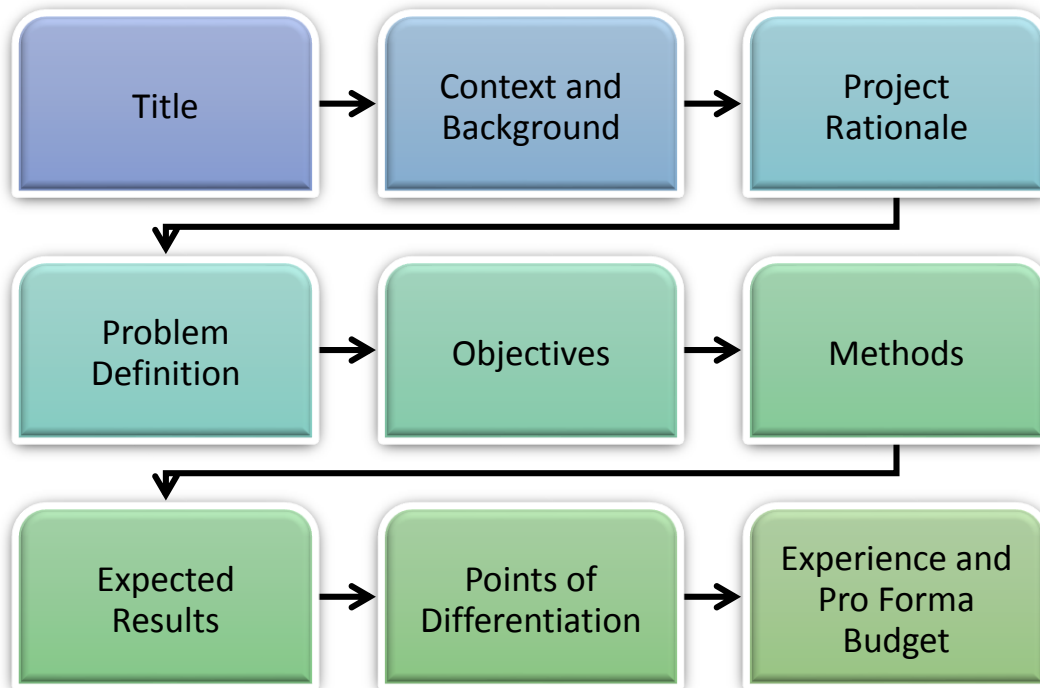 Title
Context and
Background
Project
Rationale
Problem
Definition
Objectives
Methods
Expected
Results
Points of
Differentiation
Experience and
Pro Forma
Budget